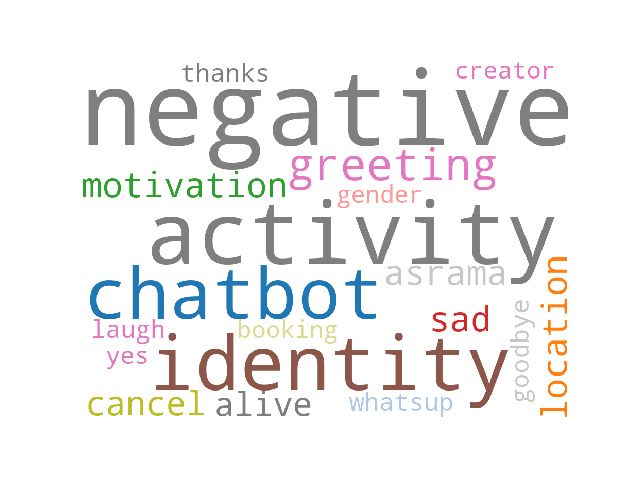 thanks
creator
negative
greeting
motivation
gender
activity
asrama
chatbot
location
goodbye
sad
laugh
booking
yes
identity
cancel
alive
whatsup